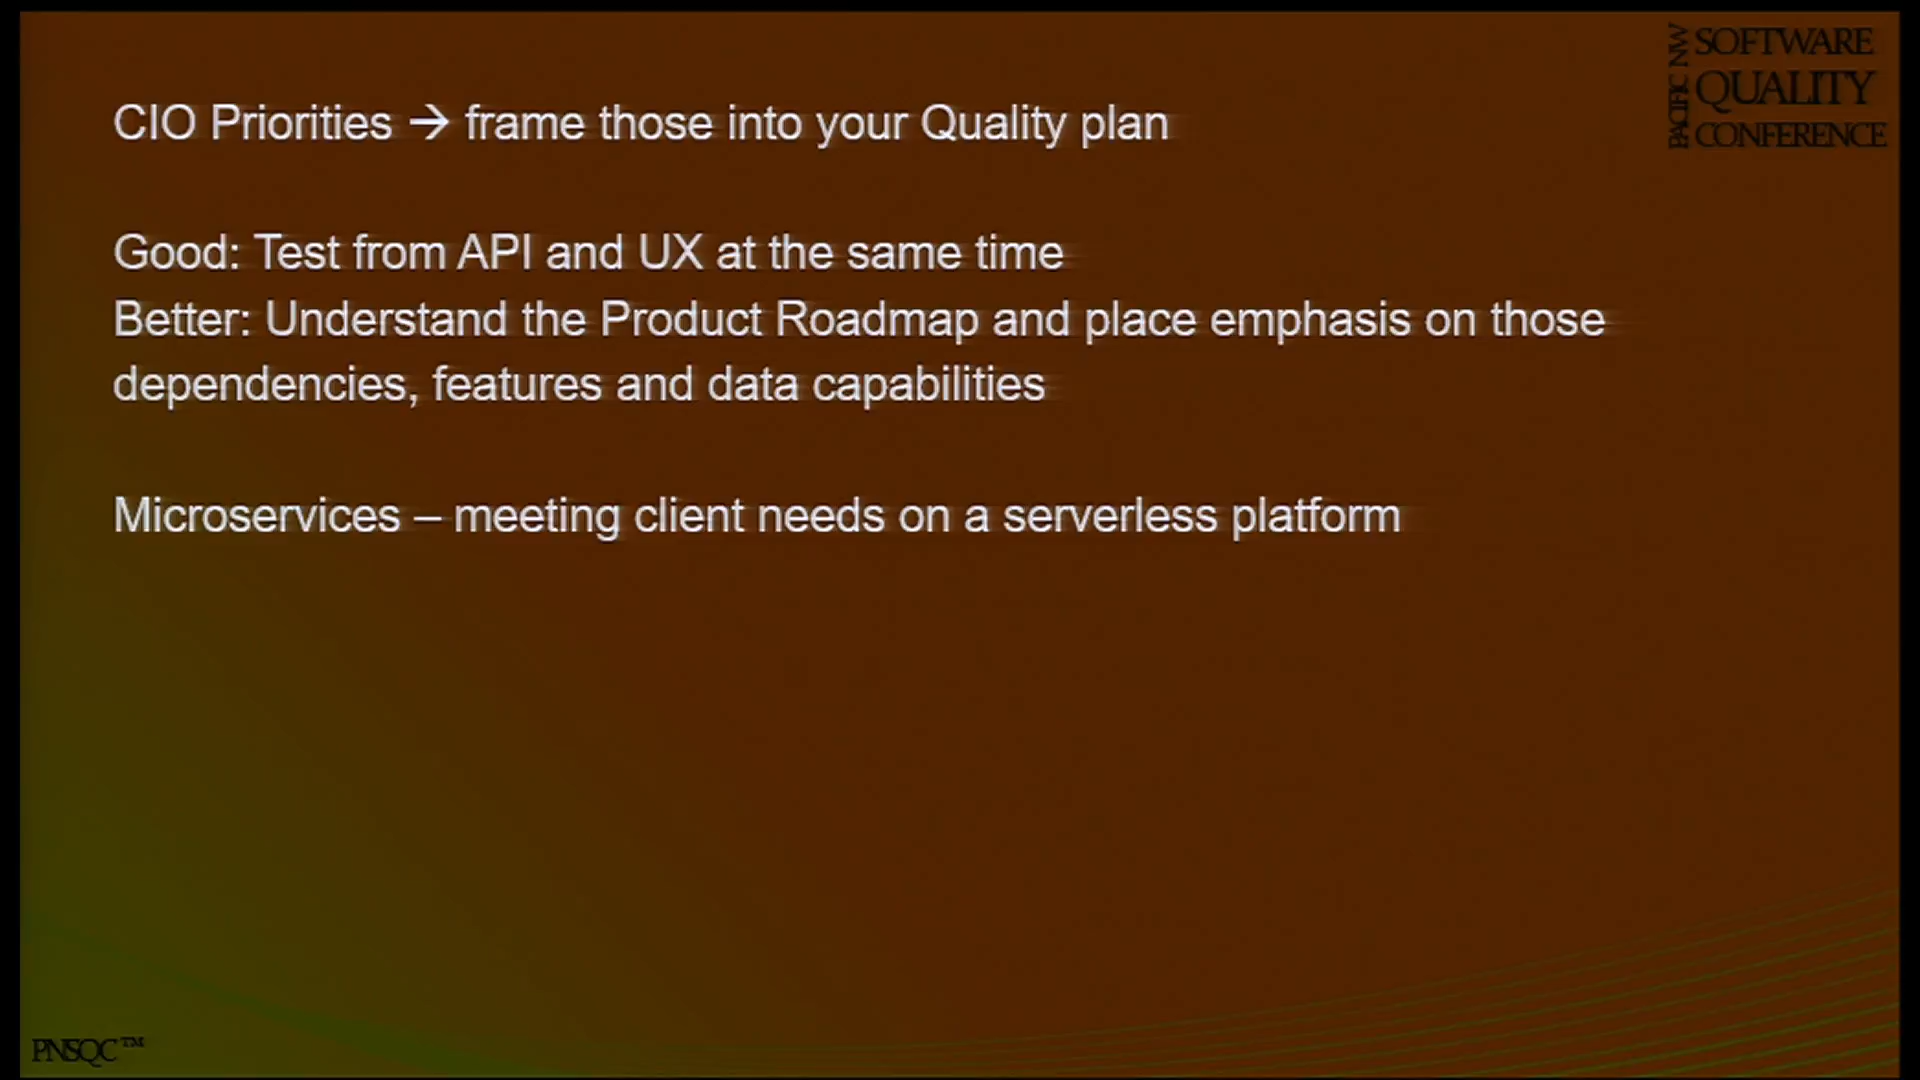 CIO Priorities → frame those into your Quality plan
Good: Test from API and UX at the same time
Better: Understand the Product Roadmap and place emphasis on those
dependencies, features and data capabilities
Microservices – meeting client needs on a serverless platform
PACIFIC NW
SOFTWARE
QUALITY
CONFERENCE
PNSQC™